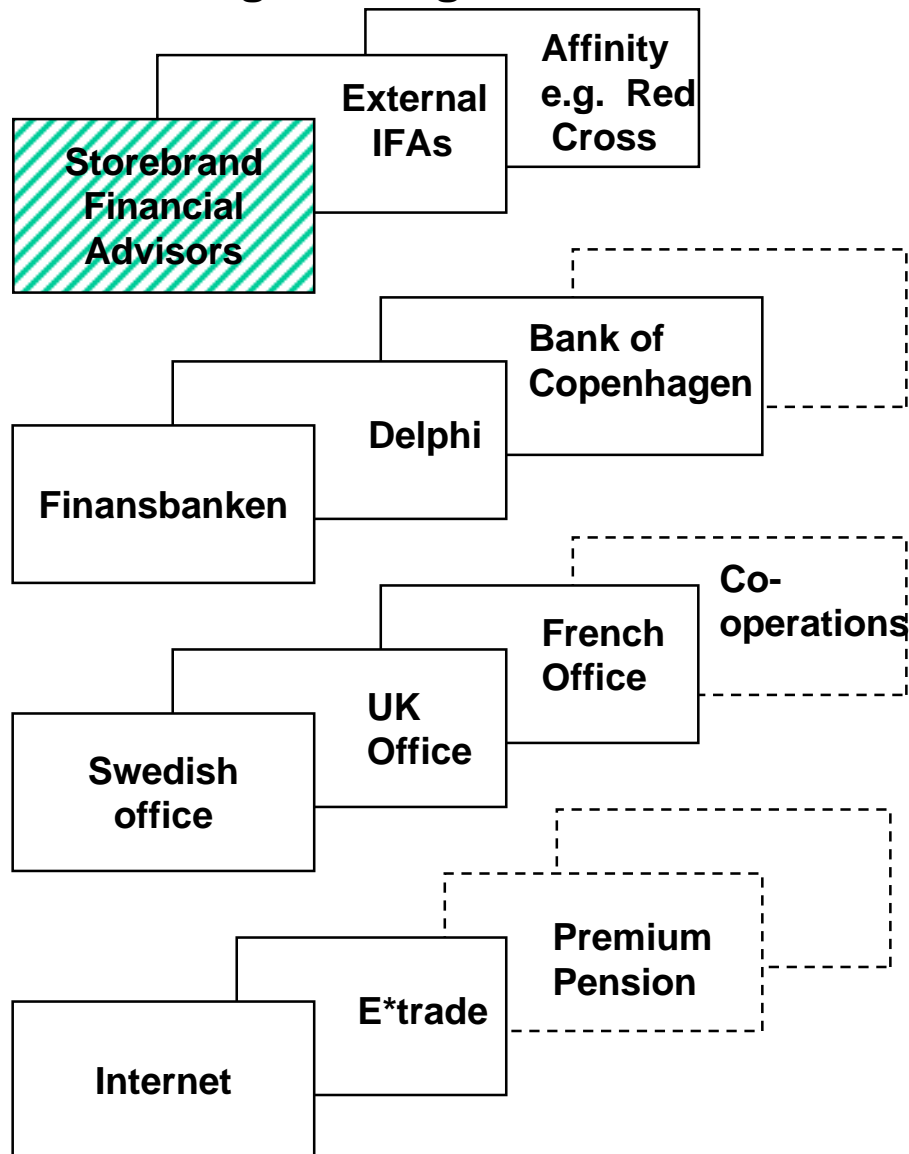 Affinity
e.g. Red
Cross
External
IFAs
Storebrand
Financial
Advisors
Bank of
Copenhagen
Delphi
Finansbanken
Co-
operations
French
Office
UK
Office
Swedish
office
Premium
Pension
E*trade
Internet